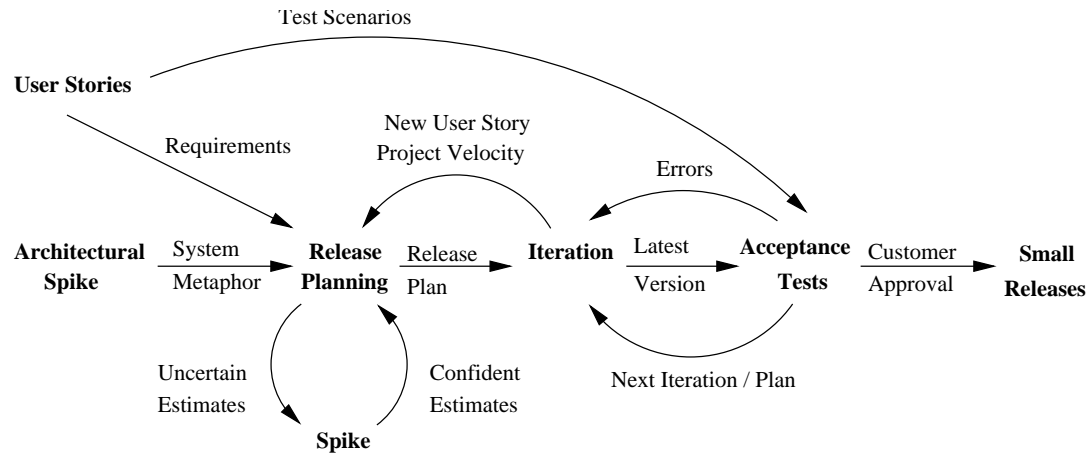 Test Scenarios
User Stories
New User Story
Project Velocity
Requirements
Errors
Architectural
Spike
System
Metaphor
Release
Planning
Release
Plan
Iteration
Latest
Version
Acceptance
Tests
Customer
Approval
Small
Releases
Uncertain
Estimates
Confident
Estimates
Next Iteration / Plan
Spike